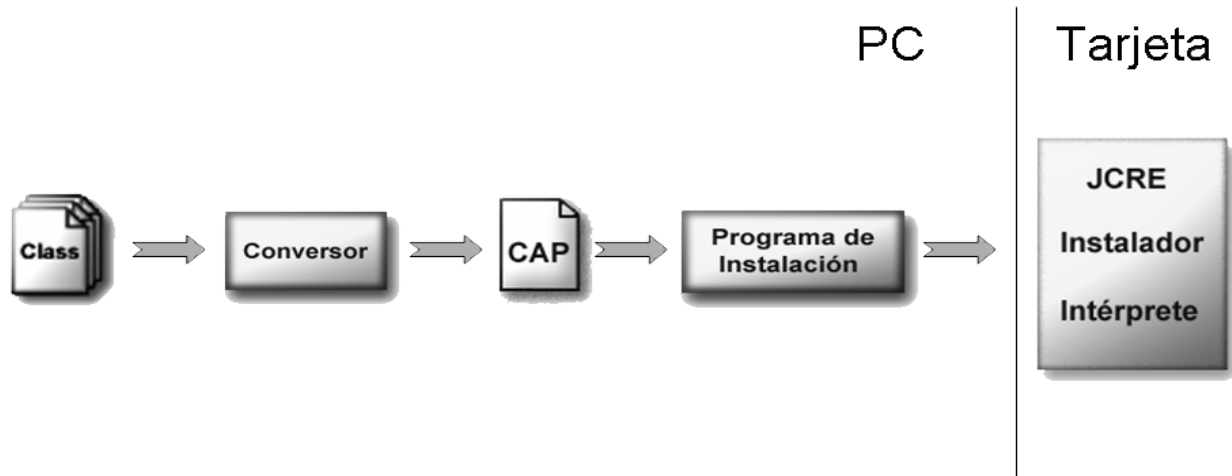 PC
Tarjeta
Class
Conversor
CAP
Programa de
Instalación
JCRE
Instalador
Intérprete